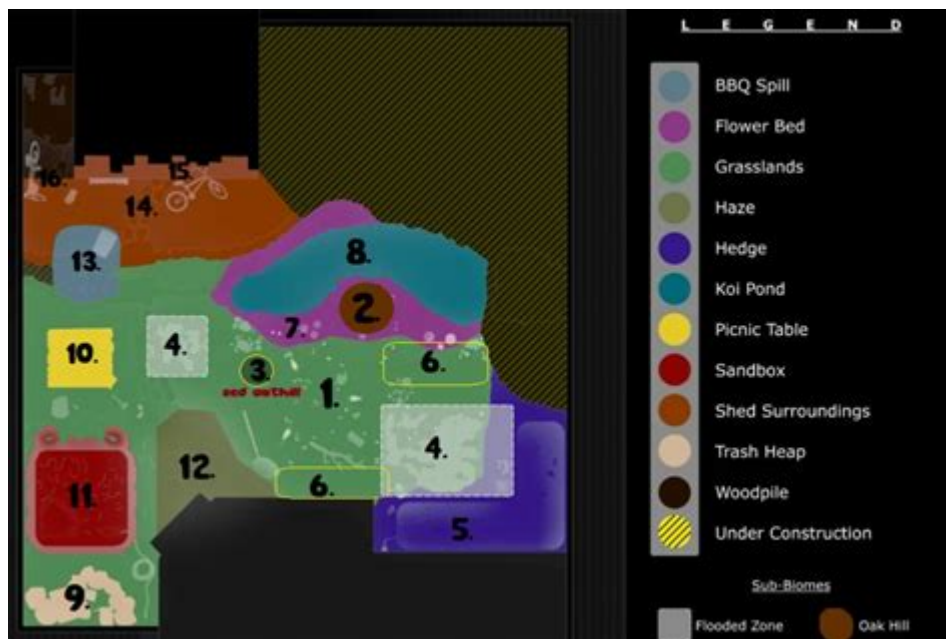 L E G E N D
BBQ Spill
Flower Bed
Grasslands
Haze
Hedge
Koi Pond
Picnic Table
Sandbox
Shed Surroundings
Trash Heap
Woodpile
Under Construction
Sub-Biomes
Flooded Zone
Oak Hill
16.
15.
14.
13.
8.
2.
7.
10.
4.
3.
6.
red anthill
1.
4.
12.
11.
6.
5.
9.